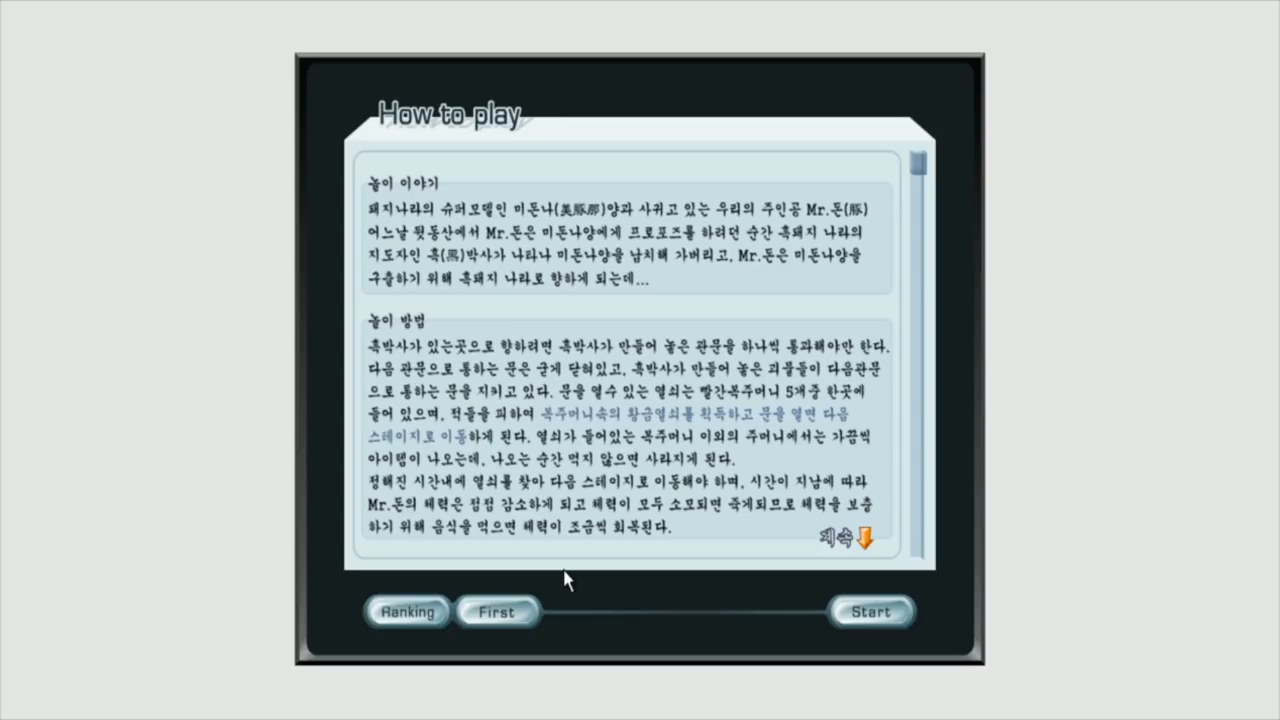 How to play
놀이 이야기
돼지나라의 슈퍼모델인 미돈나(美豚那)양과 사귀고 있는 우리의 주인공 Mr.돈(豚)
어느날 뒷동산에서 Mr.돈은 미돈나양에게 프로포즈를 하려던 순간 흑돼지 나라의
지도자인 흑(黑)박사가 나타나 미돈나양을 납치해 가버리고, Mr.돈은 미돈나양을
구출하기 위해 흑돼지 나라로 향하게 되는데...
놀이 방법
흑박사가 있는곳으로 향하려면 흑박사가 만들어 놓은 관문을 하나씩 통과해야만 한다.
다음 관문으로 통하는 문은 굳게 닫혀있고, 흑박사가 만들어 놓은 괴물들이 다음관문
으로 통하는 문을 지키고 있다. 문을 열수 있는 열쇠는 빨간복주머니 5개중 한곳에
들어 있으며, 적들을 피하여 복주머니속의 황금열쇠를 획득하고 문을 열면 다음
스테이지로 이동하게 된다. 열쇠가 들어있는 복주머니 이외의 주머니에서는 가끔씩
아이템이 나오는데, 나오는 순간 먹지 않으면 사라지게 된다.
정해진 시간내에 열쇠를 찾아 다음 스테이지로 이동해야 하며, 시간이 지남에 따라
Mr.돈의 체력은 점점 감소하게 되고 체력이 모두 소모되면 죽게되므로 체력을 보충
하기 위해 음식을 먹으면 체력이 조금씩 회복된다.
계속
Ranking
First
Start